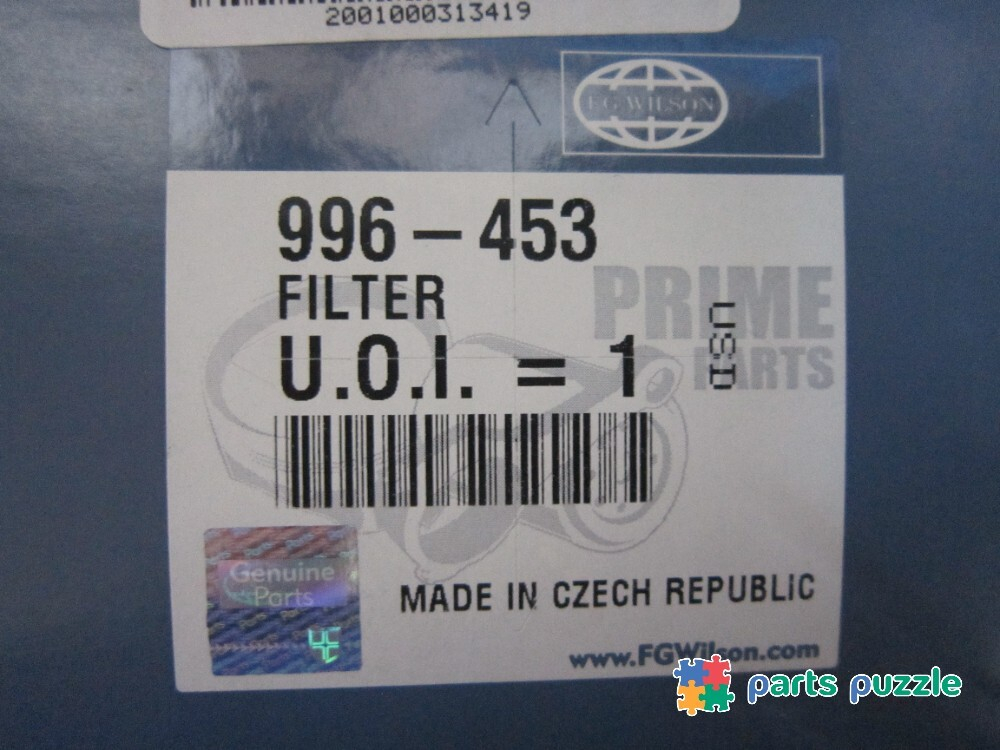 2001000313419
FG WILSON
996-453
FILTER
PRIME
PARTS
USD
U.O.I. = 1
Genuine
Parts
MADE IN CZECH REPUBLIC
www.FGWilson.com
parts puzzle